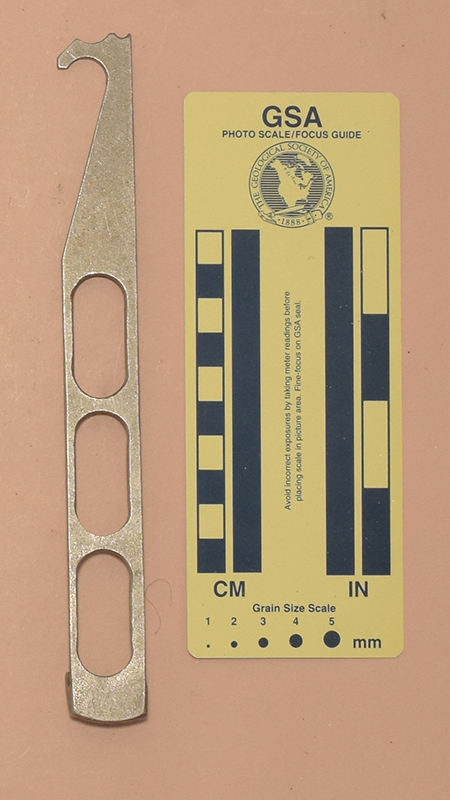 GSA
PHOTO SCALE/FOCUS GUIDE
THE GEOLOGICAL SOCIETY OF AMERICA
• 1888 •
®
Avoid incorrect exposures by taking meter readings before
placing scale in picture area. Fine-focus on GSA seal.
CM IN
Grain Size Scale
1 2 3 4 5
mm